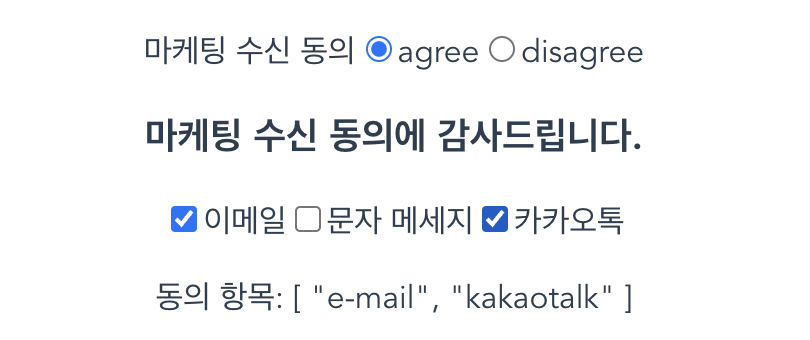 마케팅 수신 동의 agree disagree
마케팅 수신 동의에 감사드립니다.
이메일 문자 메세지 카카오톡
동의 항목: [ "e-mail", "kakaotalk" ]